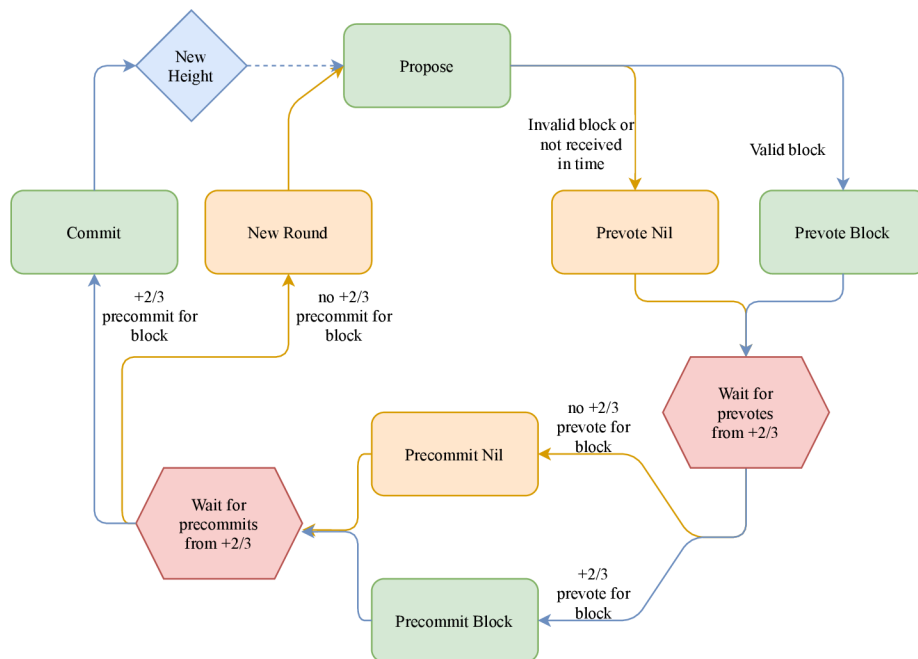 New
Height
Propose
Invalid block or
not received
in time
Valid block
Commit
New Round
Prevote Nil
Prevote Block
+2/3
precommit for
block
no +2/3
precommit for
block
Wait for
prevotes
from +2/3
no +2/3
prevote for
block
Precommit Nil
Wait for
precommits
from +2/3
+2/3
prevote for
block
Precommit Block